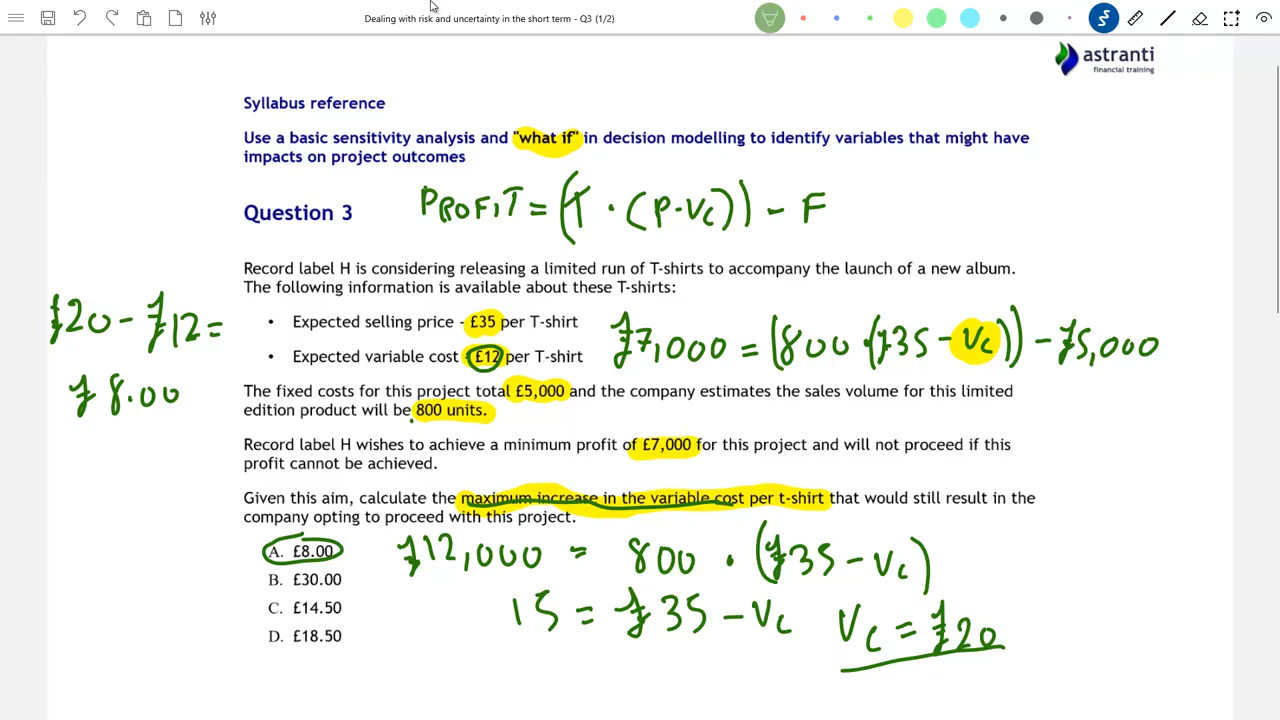 Dealing with risk and uncertainty in the short term - Q3 (1/2)
astranti
financial training
Syllabus reference
Use a basic sensitivity analysis and "what if" in decision modelling to identify variables that might have
impacts on project outcomes
PROFIT = (T · (P-Vc)) - F
Question 3
Record label H is considering releasing a limited run of T-shirts to accompany the launch of a new album.
The following information is available about these T-shirts:
• Expected selling price - £35 per T-shirt
• Expected variable cost - £12 per T-shirt
£20 - £12 =
£8.00
£7,000 = (800 · (£35 - Vc)) - £5,000
The fixed costs for this project total £5,000 and the company estimates the sales volume for this limited
edition product will be 800 units.
Record label H wishes to achieve a minimum profit of £7,000 for this project and will not proceed if this
profit cannot be achieved.
Given this aim, calculate the maximum increase in the variable cost per t-shirt that would still result in the
company opting to proceed with this project.
A. £8.00
B. £30.00
C. £14.50
D. £18.50
£12,000 = 800 · (£35 - Vc)
15 = £35 - Vc
Vc = £20